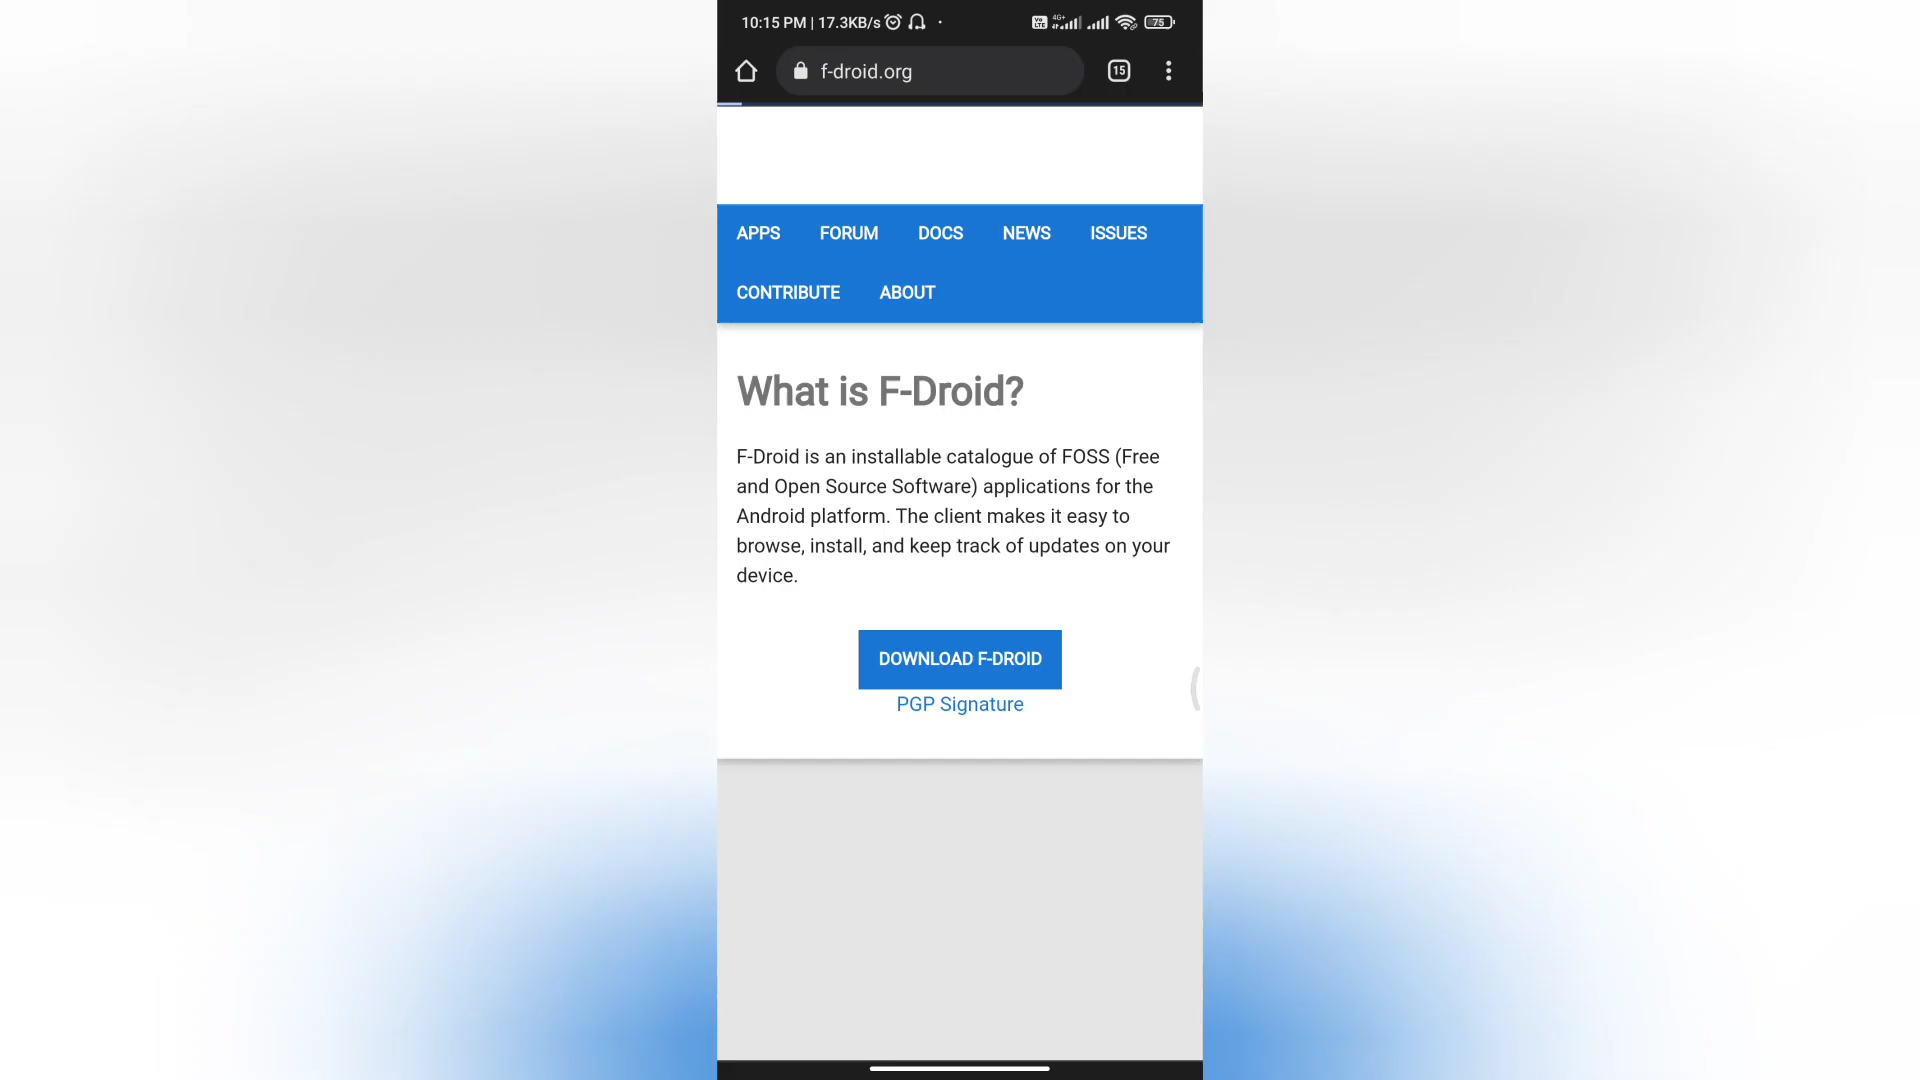 10:15 PM | 17.3KB/s 4G+ 75
f-droid.org 15
APPS FORUM DOCS NEWS ISSUES
CONTRIBUTE ABOUT
What is F-Droid?
F-Droid is an installable catalogue of FOSS (Free
and Open Source Software) applications for the
Android platform. The client makes it easy to
browse, install, and keep track of updates on your
device.
DOWNLOAD F-DROID
PGP Signature